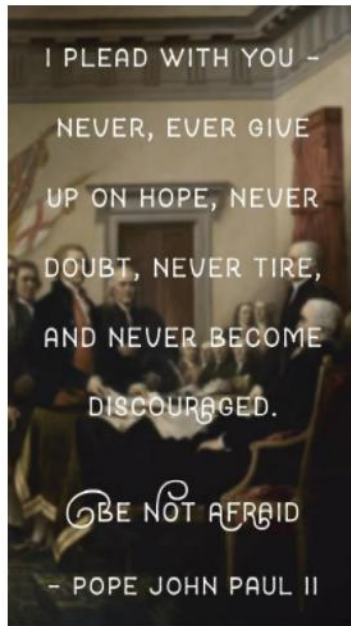 I PLEAD WITH YOU –
NEVER, EVER GIVE
UP ON HOPE, NEVER
DOUBT, NEVER TIRE,
AND NEVER BECOME
DISCOURAGED.
BE NOT AFRAID
– POPE JOHN PAUL II